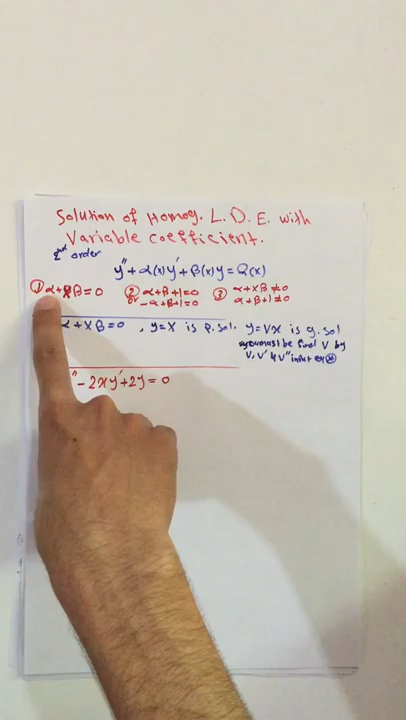 Solution of Homog. L. D. E. with
Variable coefficient.
2nd order
y'' + α(x)y' + β(x)y = Q(x)
① α+xβ=0 ② α+β+1=0 ③ α+xβ≠0
or -α+β+1=0 α+β+1≠0
α+xβ=0 , y=x is P. sol. y=vx is g. sol
you must be find v by
v, v' & v'' input eq
'' - 2xy' + 2y = 0